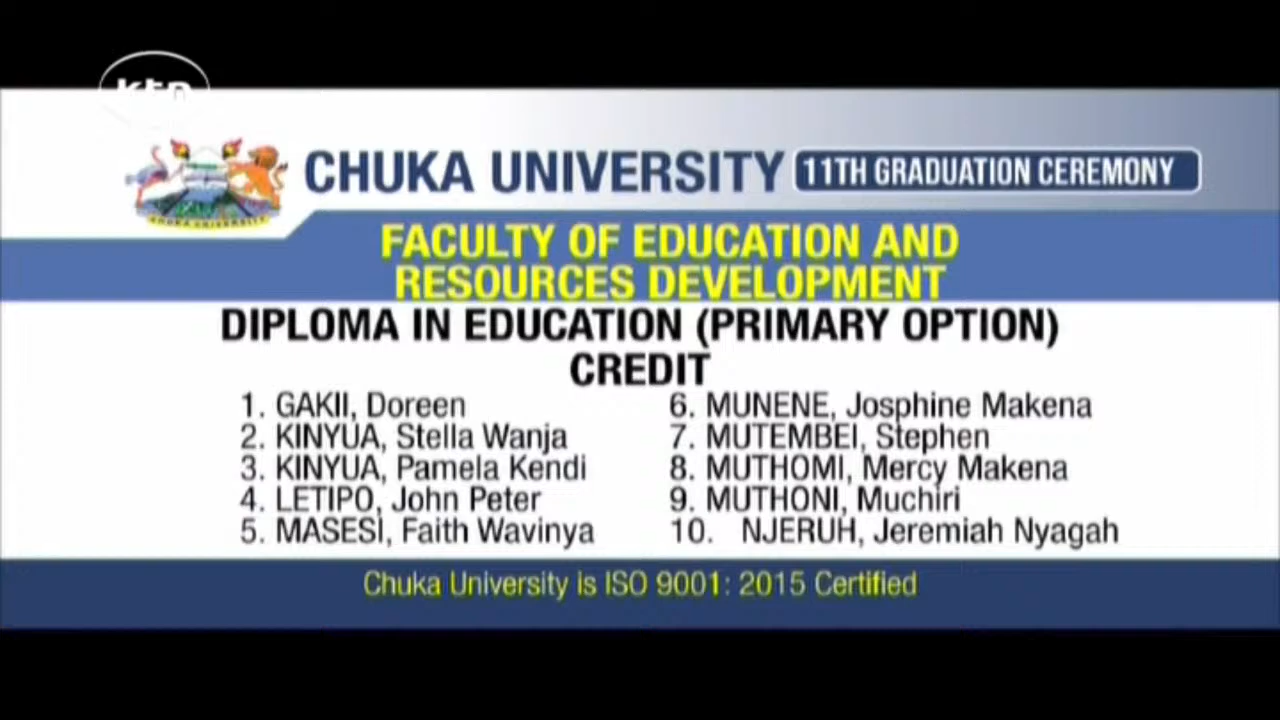 ktn
CHUKA UNIVERSITY
11TH GRADUATION CEREMONY
CHUKA UNIVERSITY
FACULTY OF EDUCATION AND
RESOURCES DEVELOPMENT
DIPLOMA IN EDUCATION (PRIMARY OPTION)
CREDIT
1. GAKII, Doreen
2. KINYUA, Stella Wanja
3. KINYUA, Pamela Kendi
4. LETIPO, John Peter
5. MASESI, Faith Wavinya
6. MUNENE, Josphine Makena
7. MUTEMBEI, Stephen
8. MUTHOMI, Mercy Makena
9. MUTHONI, Muchiri
10. NJERUH, Jeremiah Nyagah
Chuka University is ISO 9001: 2015 Certified